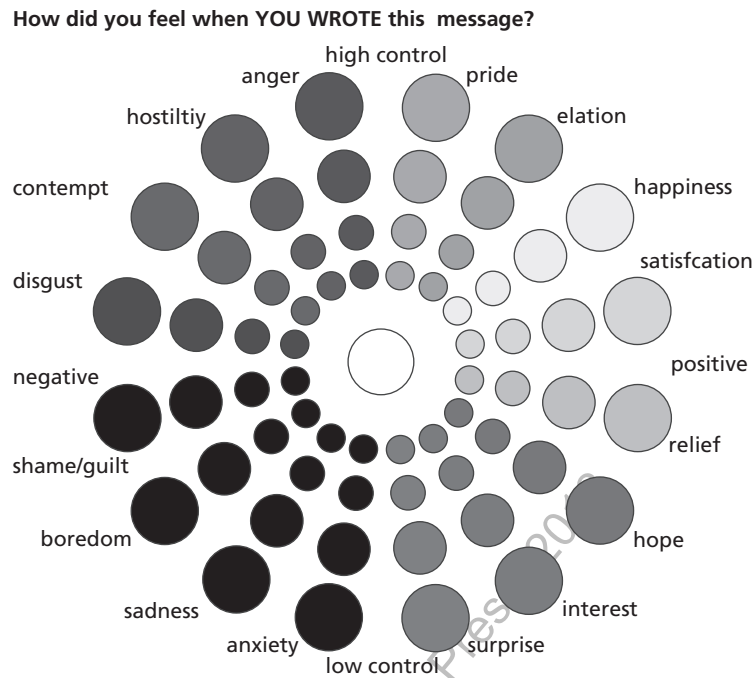 How did you feel when YOU WROTE this message?
high control
anger
pride
hostiltiy
elation
contempt
happiness
satisfcation
disgust
positive
negative
relief
shame/guilt
boredom
hope
sadness
interest
anxiety
surprise
low control
Press